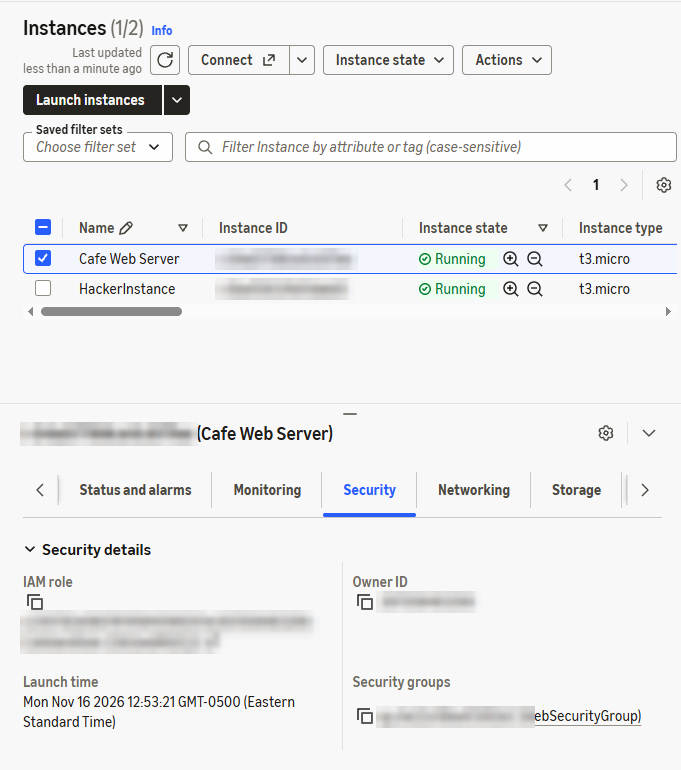 Instances (1/2) Info
Last updated
less than a minute ago
Connect
Instance state
Actions
Launch instances
Saved filter sets
Choose filter set
Filter Instance by attribute or tag (case-sensitive)
1
Name Instance ID Instance state Instance type
Cafe Web Server Running t3.micro
HackerInstance Running t3.micro
(Cafe Web Server)
Status and alarms Monitoring Security Networking Storage
Security details
IAM role
Owner ID
Launch time
Mon Nov 16 2026 12:53:21 GMT-0500 (Eastern
Standard Time)
Security groups
ebSecurityGroup)